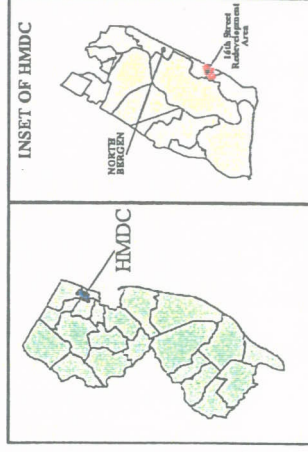 INSET OF HMDC
NORTH
BERGEN
16th Street
Redevelopment
Area
HMDC